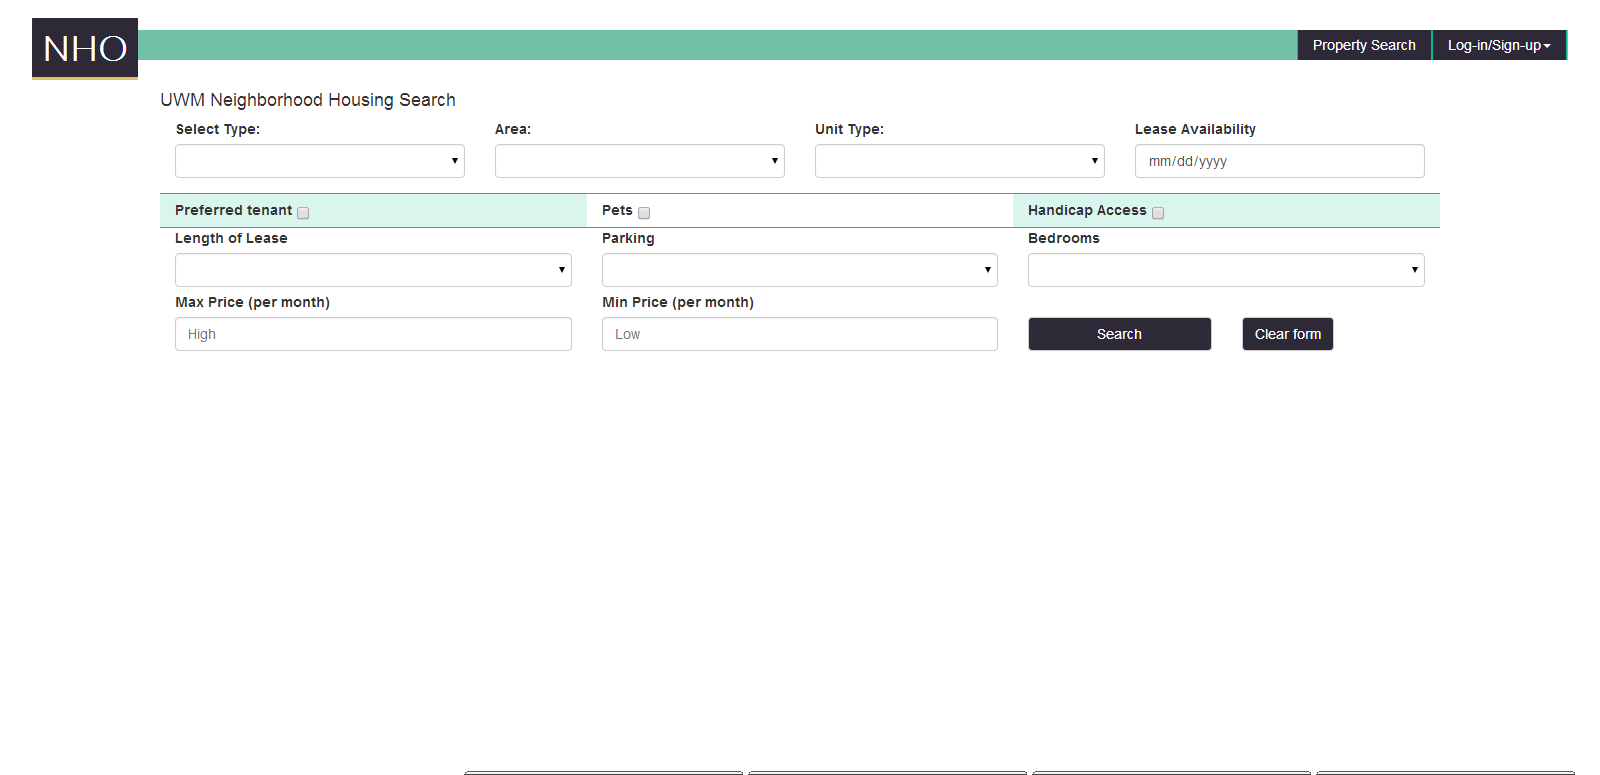 NHO
Property Search Log-in/Sign-up
UWM Neighborhood Housing Search
Select Type: Area: Unit Type: Lease Availability
mm/dd/yyyy
Preferred tenant Pets Handicap Access
Length of Lease Parking Bedrooms
Max Price (per month) Min Price (per month)
High Low Search Clear form